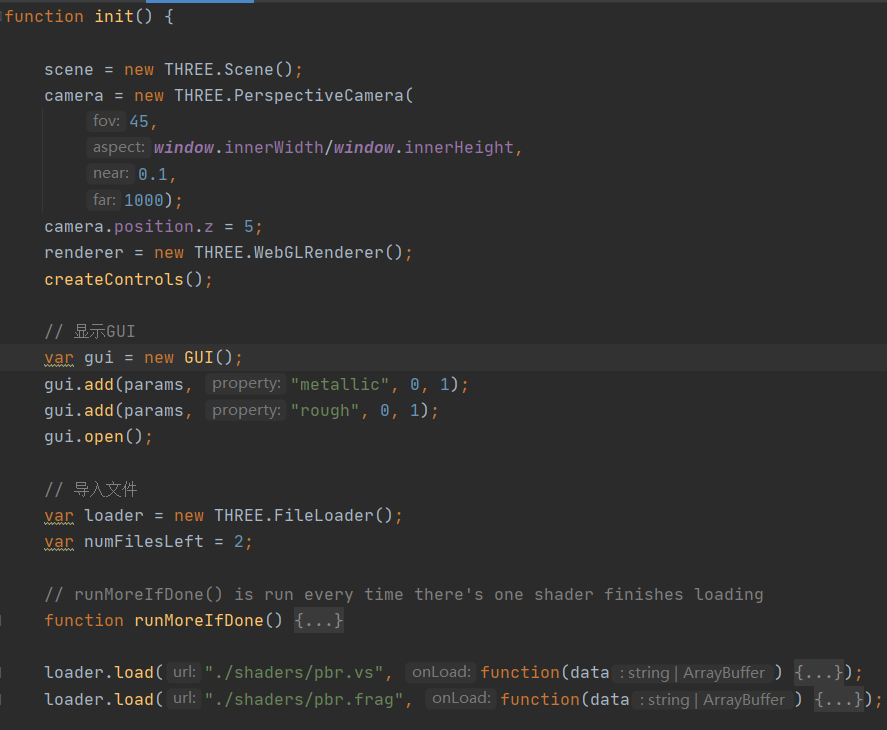 function init() {
scene = new THREE.Scene();
camera = new THREE.PerspectiveCamera(
fov: 45,
aspect: window.innerWidth/window.innerHeight,
near: 0.1,
far: 1000);
camera.position.z = 5;
renderer = new THREE.WebGLRenderer();
createControls();
// 显示GUI
var gui = new GUI();
gui.add(params, property: "metallic", 0, 1);
gui.add(params, property: "rough", 0, 1);
gui.open();
// 导入文件
var loader = new THREE.FileLoader();
var numFilesLeft = 2;
// runMoreIfDone() is run every time there's one shader finishes loading
function runMoreIfDone() {...}
loader.load( url: "./shaders/pbr.vs", onLoad: function(data : string | ArrayBuffer ) {...});
loader.load( url: "./shaders/pbr.frag", onLoad: function(data : string | ArrayBuffer ) {...});